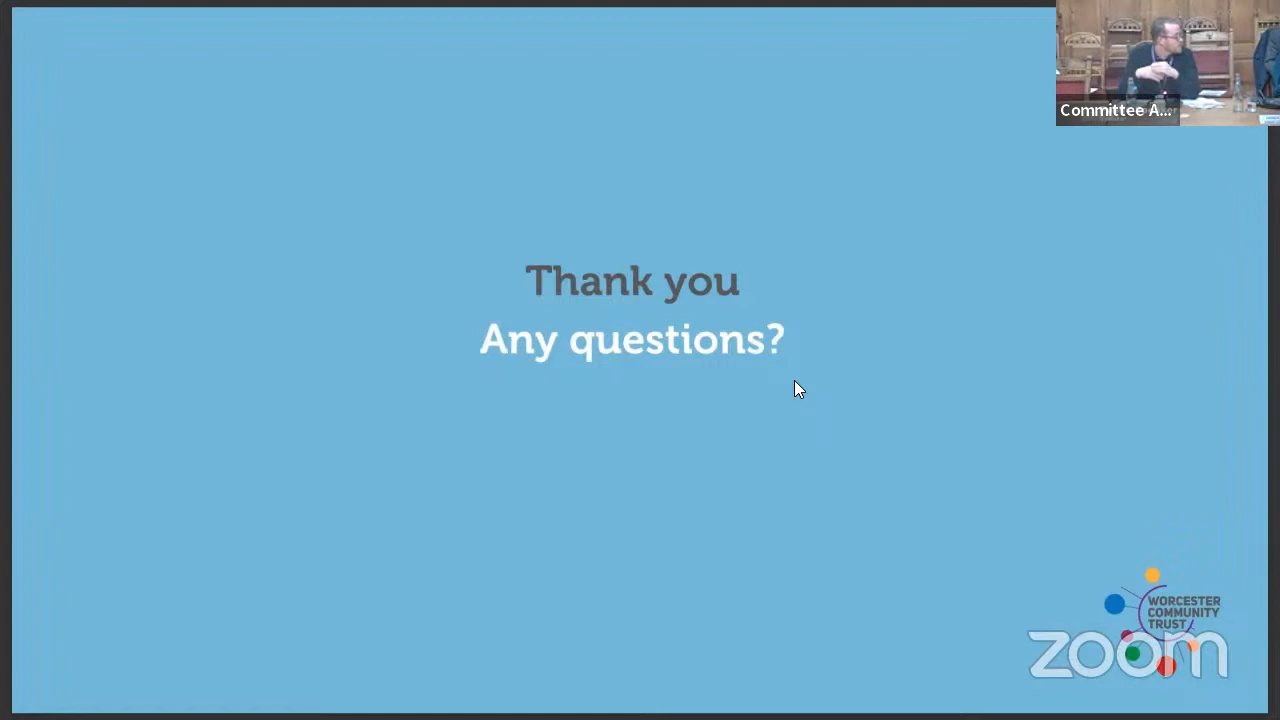 Committee A...
Thank you
Any questions?
WORCESTER
COMMUNITY
TRUST
zoom